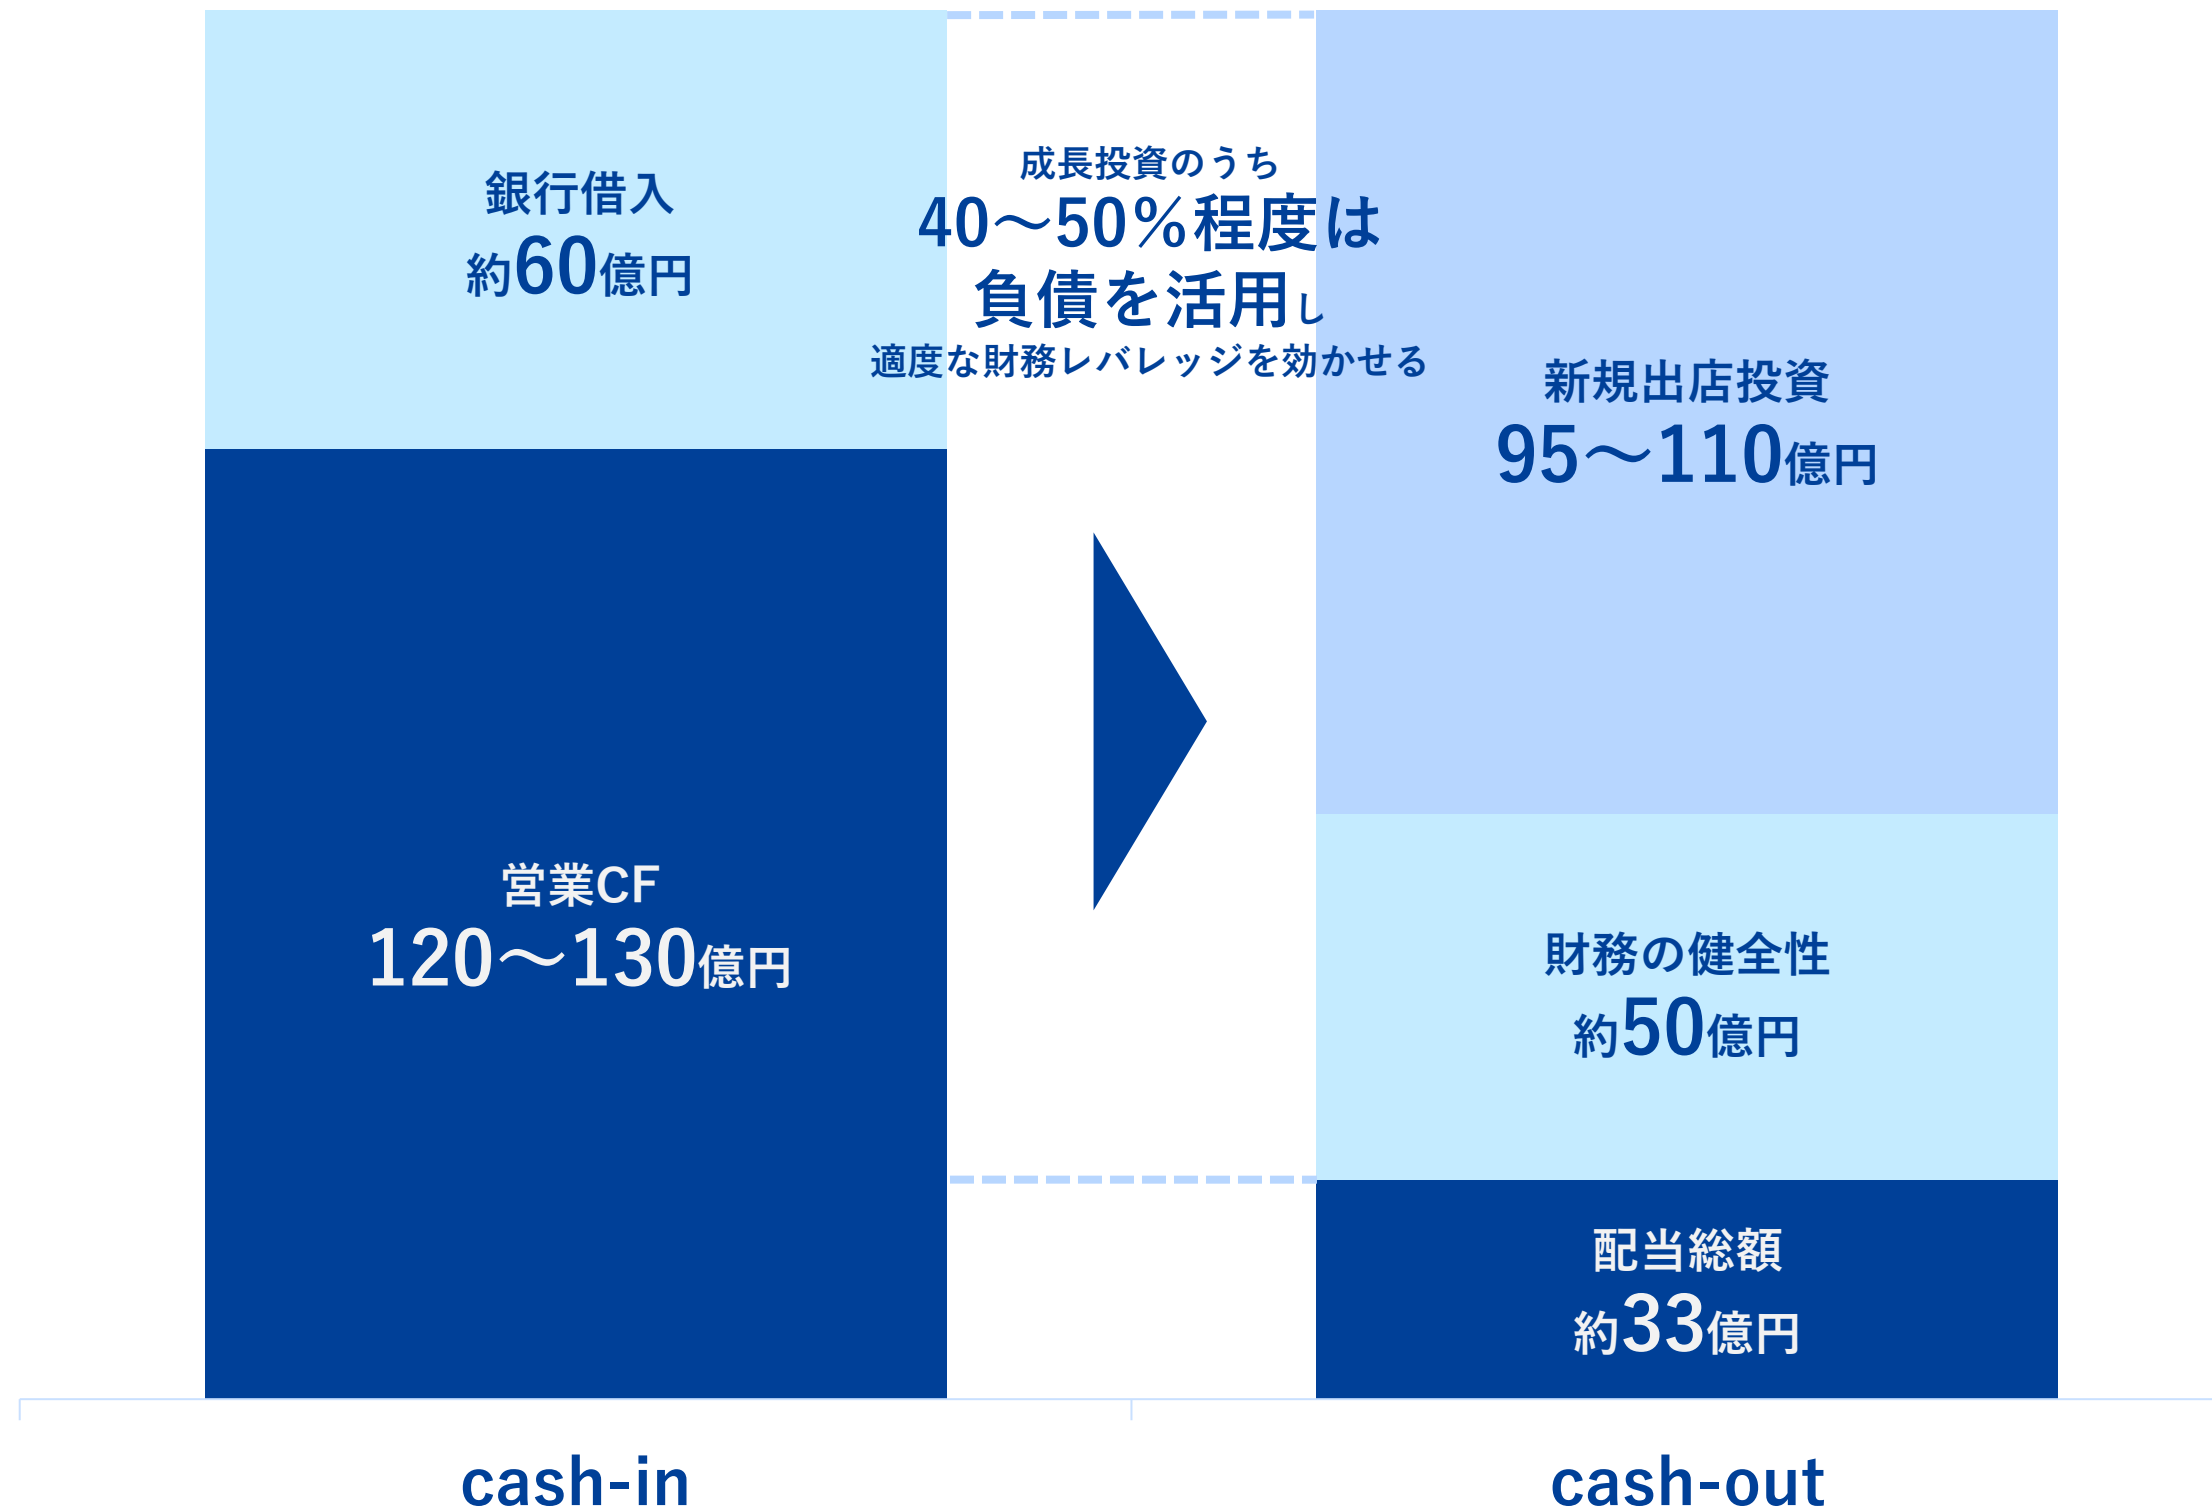 銀行借入
約60億円
営業CF
120～130億円
cash-in
成長投資のうち
40～50％程度は
負債を活用し
適度な財務レバレッジを効かせる
新規出店投資
95～110億円
財務の健全性
約50億円
配当総額
約33億円
cash-out